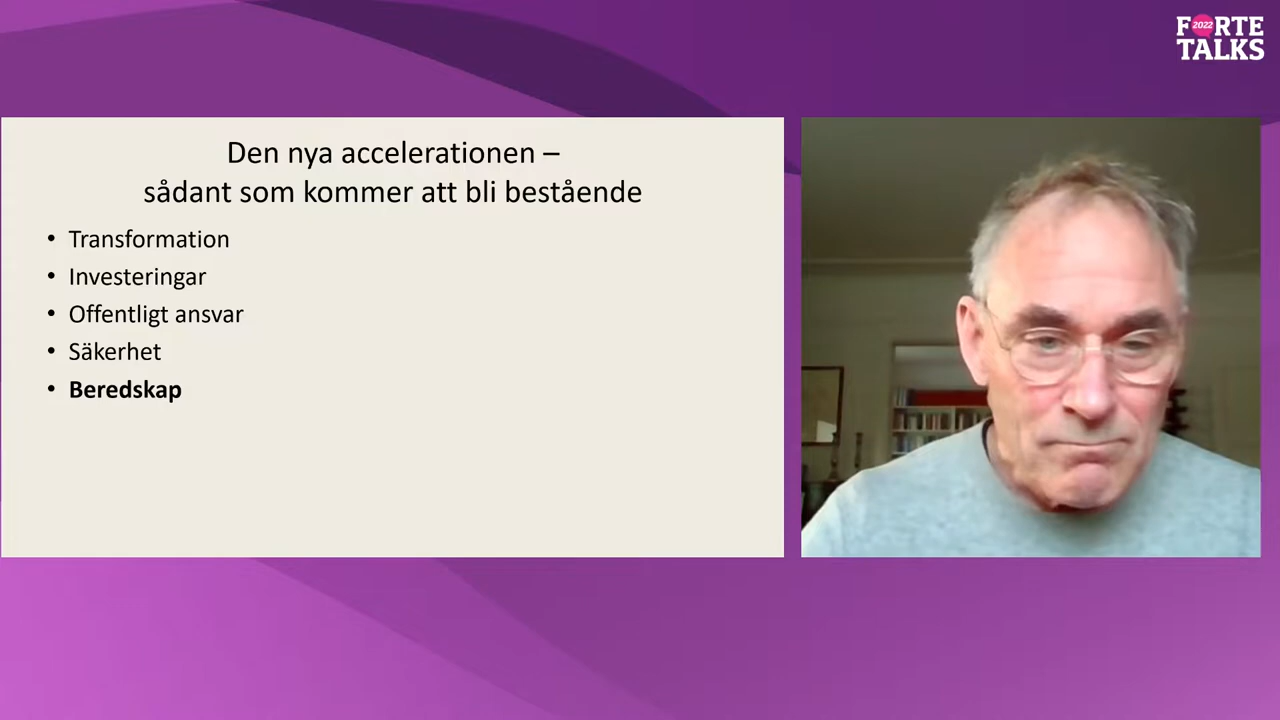 FORTE
2022
TALKS
Den nya accelerationen –
sådant som kommer att bli bestående
• Transformation
• Investeringar
• Offentligt ansvar
• Säkerhet
• Beredskap